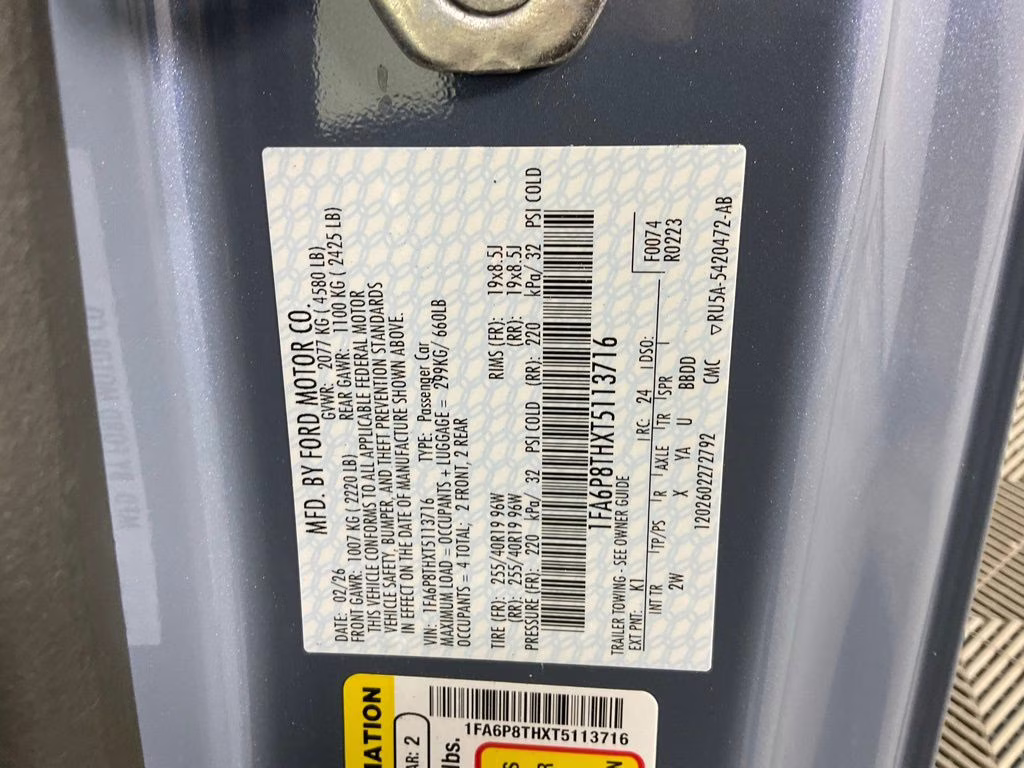 MFD. BY FORD MOTOR CO.
DATE: 02/26 GVWR: 2077 KG ( 4580 LB)
FRONT GAWR: 1007 KG ( 2220 LB) REAR GAWR: 1100 KG ( 2425 LB)
THIS VEHICLE CONFORMS TO ALL APPLICABLE FEDERAL MOTOR
VEHICLE SAFETY, BUMPER, AND THEFT PREVENTION STANDARDS
IN EFFECT ON THE DATE OF MANUFACTURE SHOWN ABOVE.
VIN: 1FA6P8THXT5113716 TYPE: Passenger Car
MAXIMUM LOAD = OCCUPANTS + LUGGAGE = 299KG/ 660LB
OCCUPANTS = 4 TOTAL; 2 FRONT, 2 REAR
TIRE (FR): 255/40R19 96W RIMS (FR): 19x8.5J
(RR): 255/40R19 96W (RR): 19x8.5J
PRESSURE (FR): 220 kPa/ 32 PSI COLD (RR): 220 kPa/ 32 PSI COLD
1FA6P8THXT5113716
TRAILER TOWING - SEE OWNER GUIDE
EXT PNT: K1 RC: 24 DSO: F0074
R0223
INT TR TP/PS R AXLE TR SPR
2W X YA U BBDD
1202602272792 CMC ▽RU5A-5420472-AB
1FA6P8THXT5113716
AR: 2
lbs.